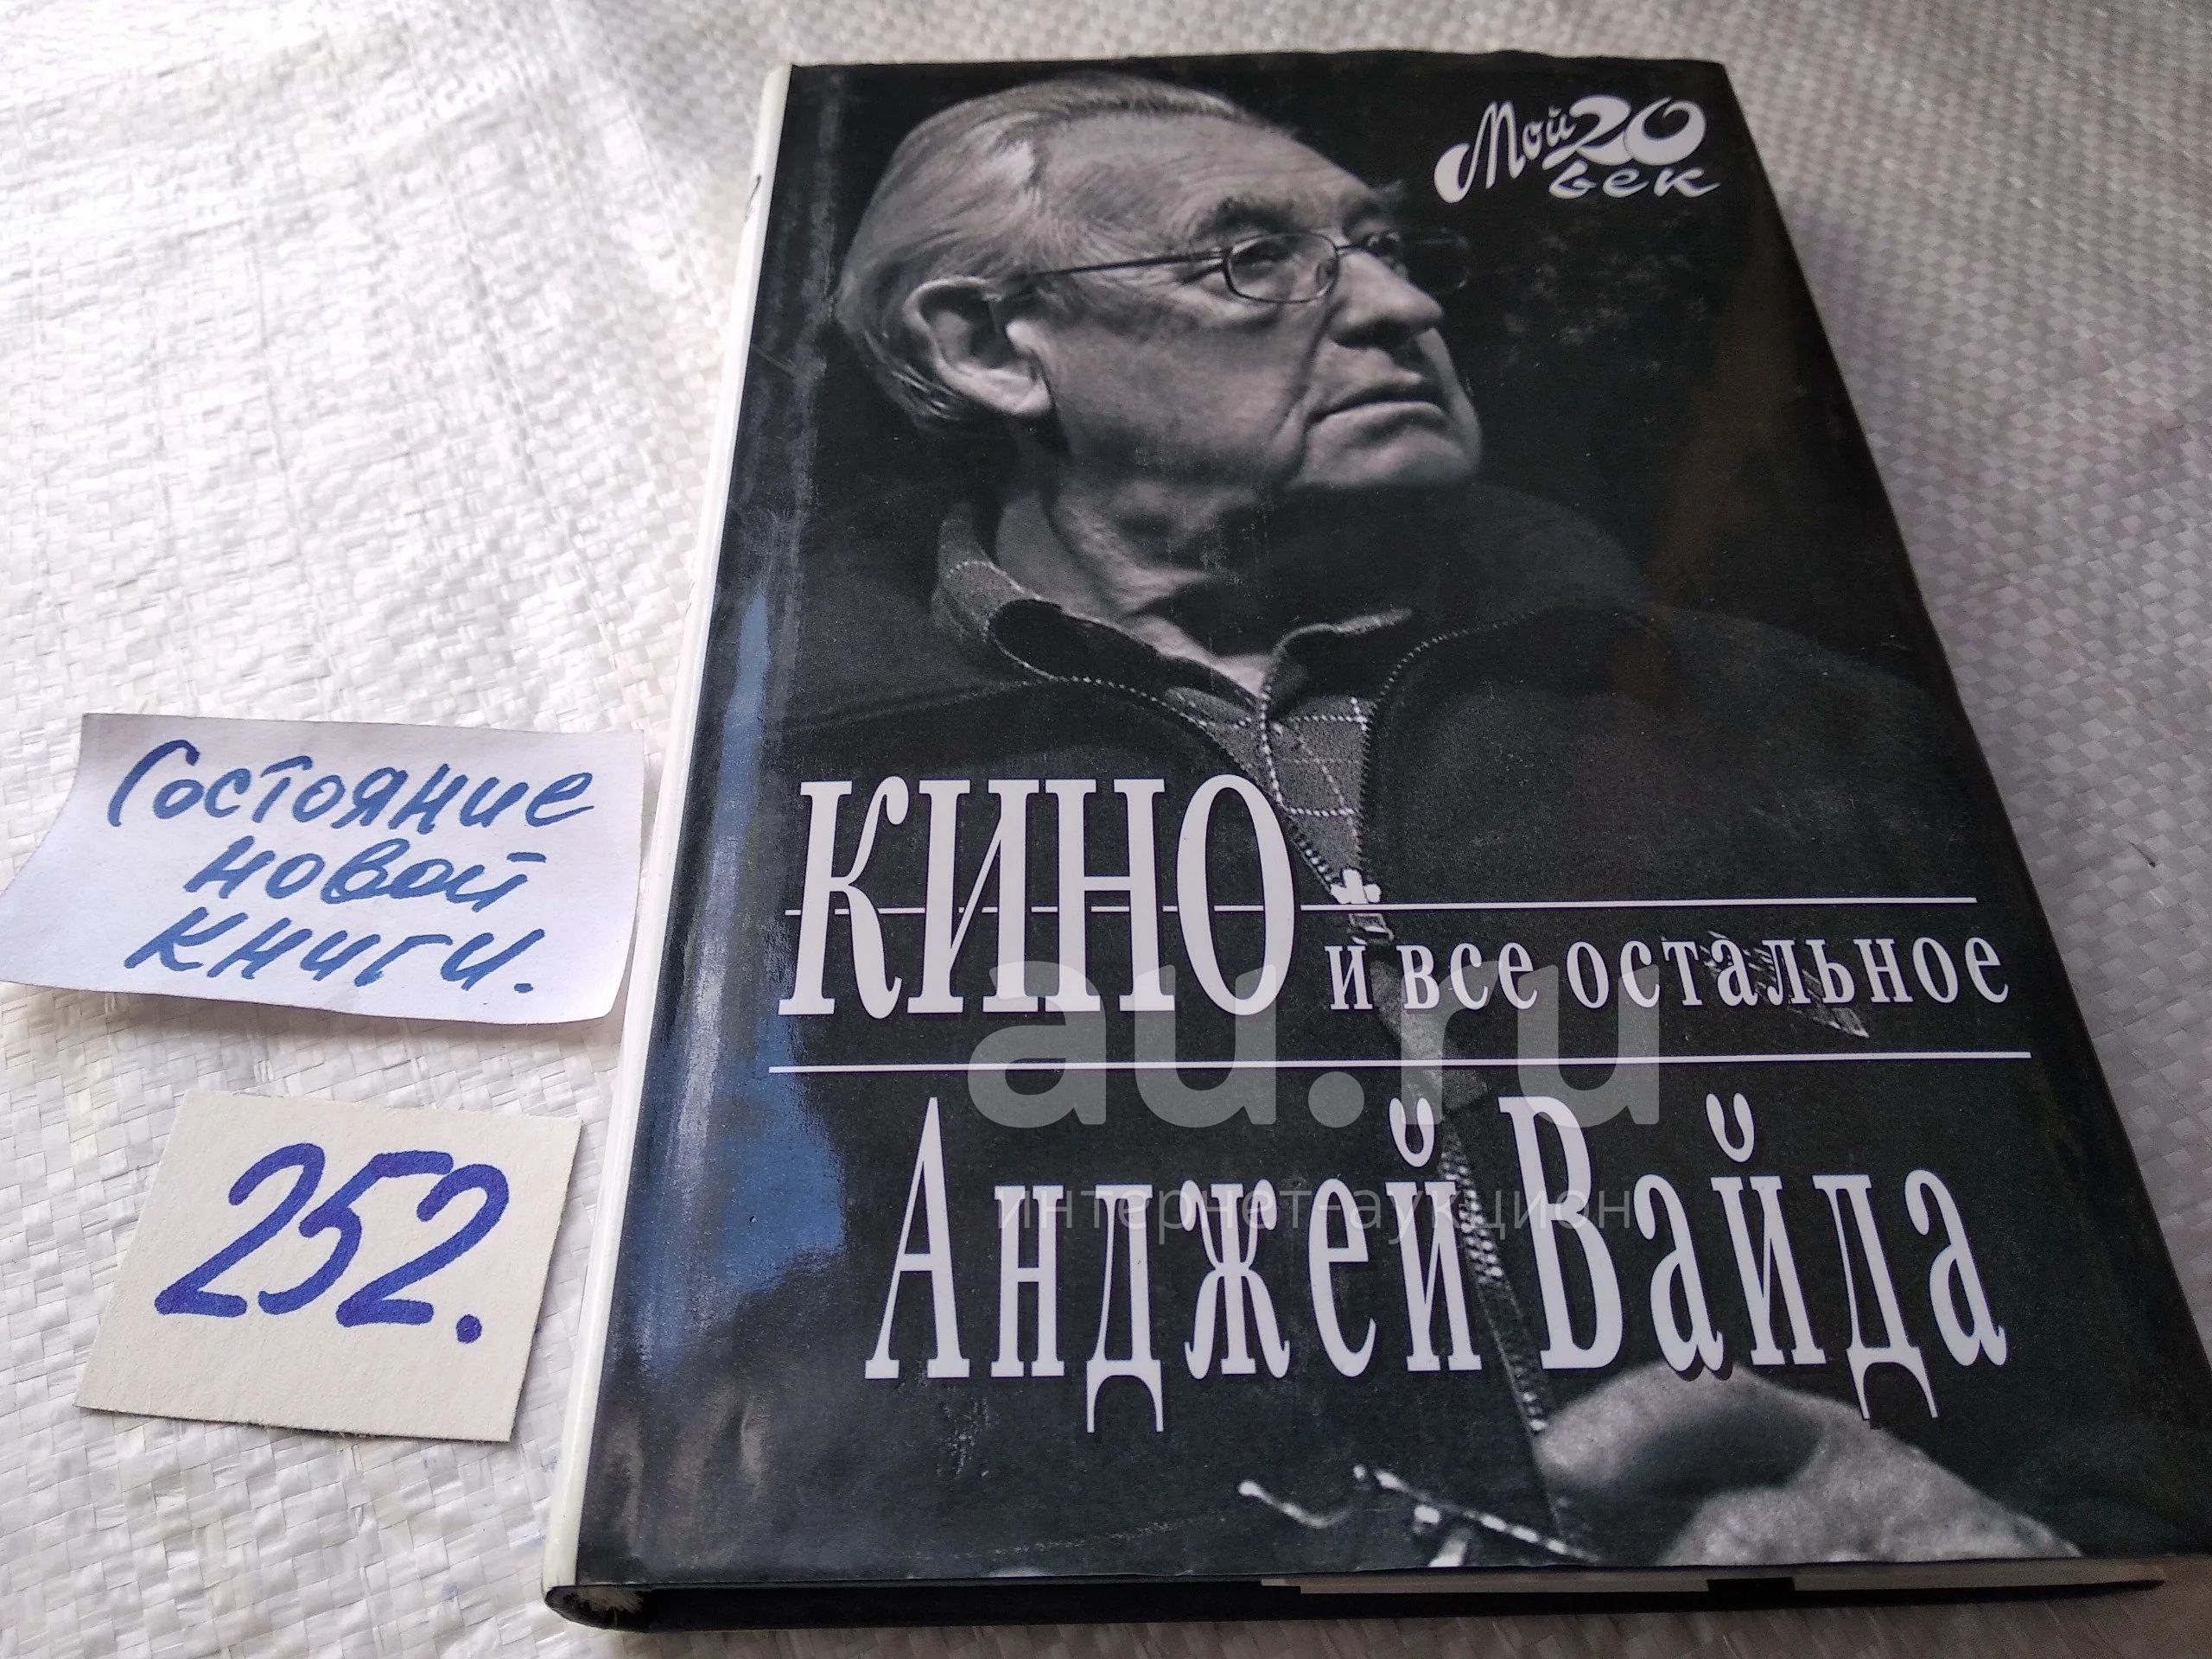 Мой 20
век
Состояние
новой
книги.
КИНО и все остальное
au.ru
интернет-аукцион
Анджей Вайда
252.